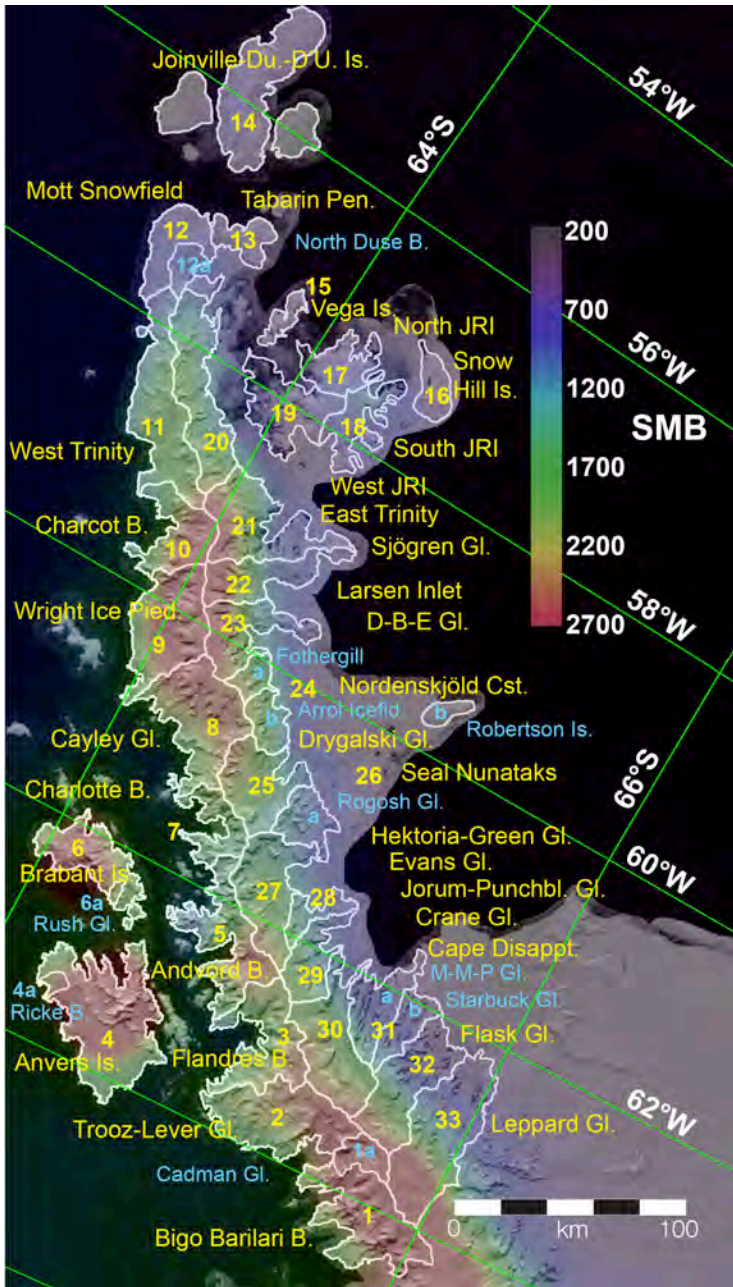 Joinville-Du.-D'U. Is.
54°W
14
64°S
Mott Snowfield
Tabarin Pen.
12
13
North Duse B.
12a
200
15
Vega Is.
North JRI
700
56°W
17
Snow
Hill Is.
16
19
1200
SMB
11
18
20
South JRI
West Trinity
1700
West JRI
East Trinity
21
Charcot B.
Sjögren Gl.
2200
10
22
Larsen Inlet
58°W
Wright Ice Pied.
23
D-B-E Gl.
2700
9
Fothergill
a
24
Nordenskjöld Cst.
Arrol Icefld
b
b
Robertson Is.
8
Drygalski Gl.
Cayley Gl.
66°S
25
26
Seal Nunataks
Charlotte B.
Rogosh Gl.
a
7
Hektoria-Green Gl.
6
Evans Gl.
60°W
Brabant Is.
27
Jorum-Punchbl. Gl.
6a
28
Crane Gl.
Rush Gl.
5
Cape Disappt.
Andvord B.
29
M-M-P Gl.
4a
a
b
Starbuck Gl.
Ricke B.
30
31
Flask Gl.
4
3
Anvers Is.
Flandres B.
32
62°W
2
33
Leppard Gl.
Trooz-Lever Gl.
1a
Cadman Gl.
0
100
1
km
Bigo Barilari B.